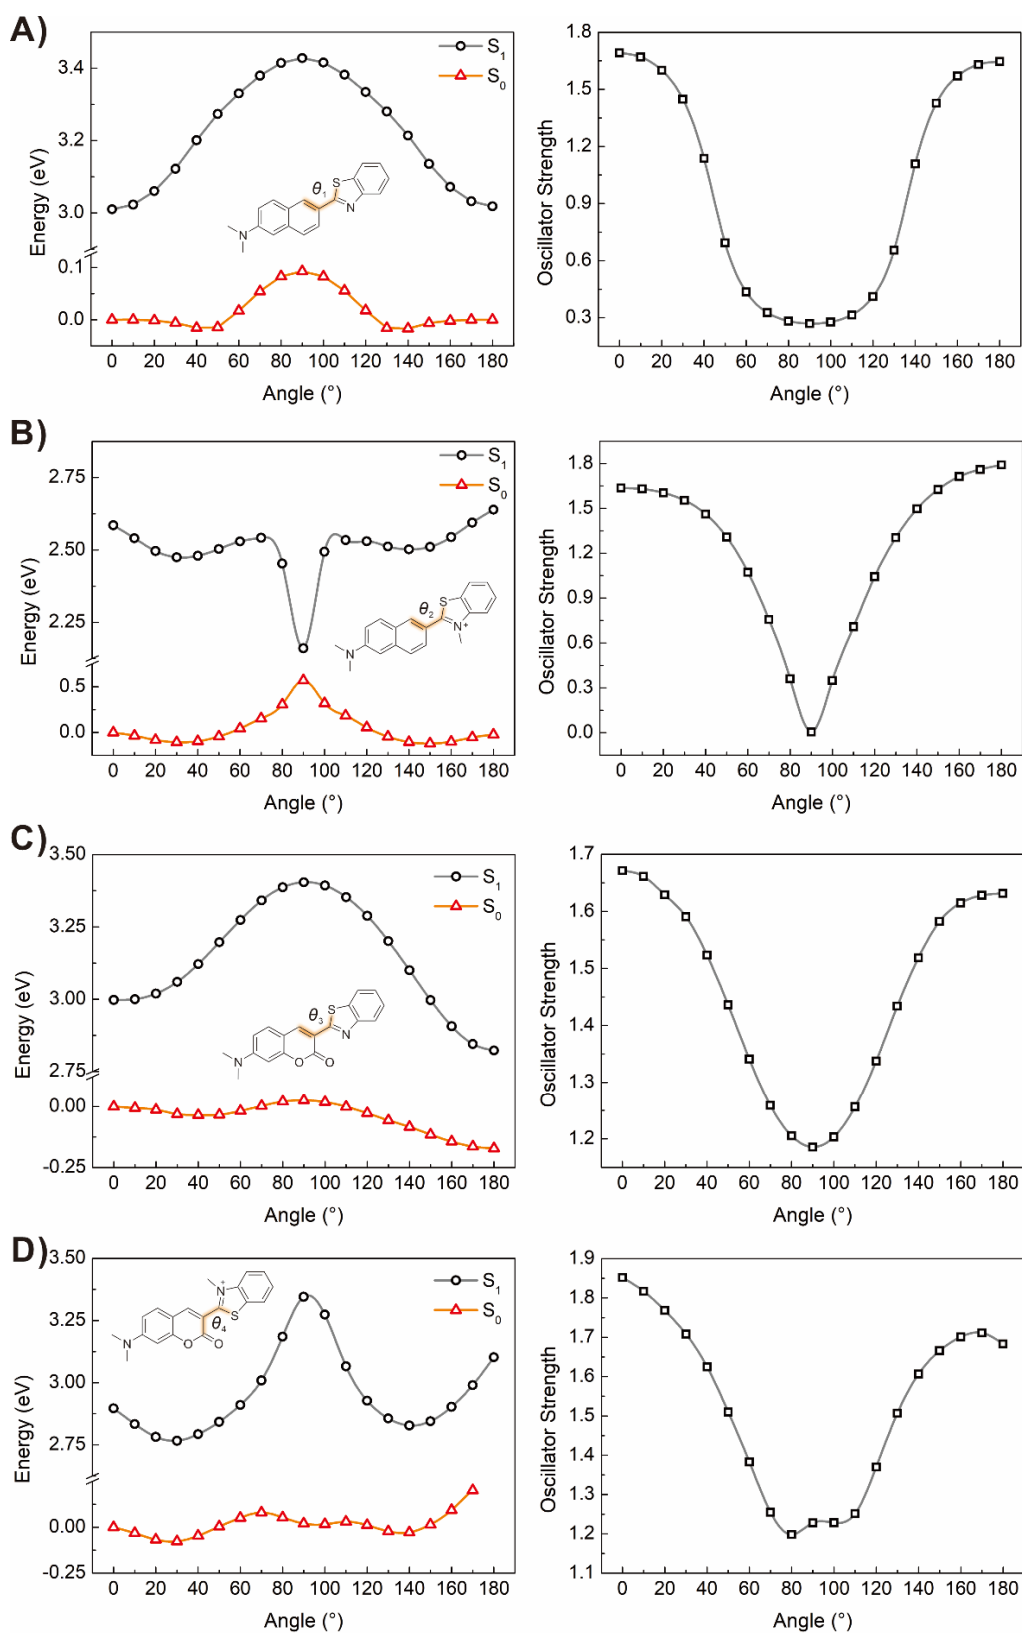 A)
3.4
3.2
3.0
0.1
0.0
Energy (eV)
S1
S0
θ1
S
N
N
0 20 40 60 80 100 120 140 160 180
Angle (°)
1.8
1.5
1.2
0.9
0.6
0.3
Oscillator Strength
0 20 40 60 80 100 120 140 160 180
Angle (°)
B)
2.75
2.50
2.25
0.5
0.0
Energy (eV)
S1
S0
θ2
S
N+
N
0 20 40 60 80 100 120 140 160 180
Angle (°)
1.8
1.5
1.2
0.9
0.6
0.3
0.0
Oscillator Strength
0 20 40 60 80 100 120 140 160 180
Angle (°)
C)
3.50
3.25
3.00
2.75
0.00
-0.25
Energy (eV)
S1
S0
θ3
S
N
N
O
O
0 20 40 60 80 100 120 140 160 180
Angle (°)
1.7
1.6
1.5
1.4
1.3
1.2
Oscillator Strength
0 20 40 60 80 100 120 140 160 180
Angle (°)
D)
3.50
3.25
3.00
2.75
0.00
-0.25
Energy (eV)
S1
S0
N+
S
θ4
N
O
O
0 20 40 60 80 100 120 140 160 180
Angle (°)
1.9
1.8
1.7
1.6
1.5
1.4
1.3
1.2
1.1
Oscillator Strength
0 20 40 60 80 100 120 140 160 180
Angle (°)